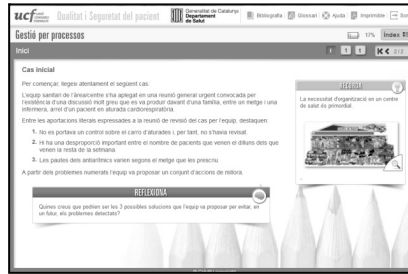 ucf Qualitat i Seguretat del pacient Generalitat de Catalunya Departament de Salut Bibliografia Glossari Ajuda Imprimible
Gestió per processos 17% Índex
Inici i 1 t 2/2
Cas inicial
Per començar, llegeix atentament el següent cas:
L'equip sanitari de l'àrea/centre s'ha aplegat en una reunió general urgent convocada per
l'existència d'una discussió molt greu que es va produir davant d'una família, entre un metge i una
infermera, arrel d'un pacient en aturada cardiorespiratòria.
Entre les aportacions literals expressades a la reunió de revisió del cas per l'equip, destaquen:
1. No es portava un control sobre el carro d'aturades i, per tant, no s'havia revisat.
2. Hi ha una desproporció important entre el nombre de pacients que venen el dilluns dels que
venen la resta de la setmana.
3. Les pautes dels antiarítmics varien segons el metge que les prescriu.
A partir dels problemes numerats l'equip va proposar un conjunt d'accions de millora.
REFLEXIONA
Quines creus que podrien ser les 3 possibles solucions que l'equip va proposar per evitar, en
un futur, els problemes detectats?
RECORDA
La necessitat d'organització en un centre
de salut és primordial.